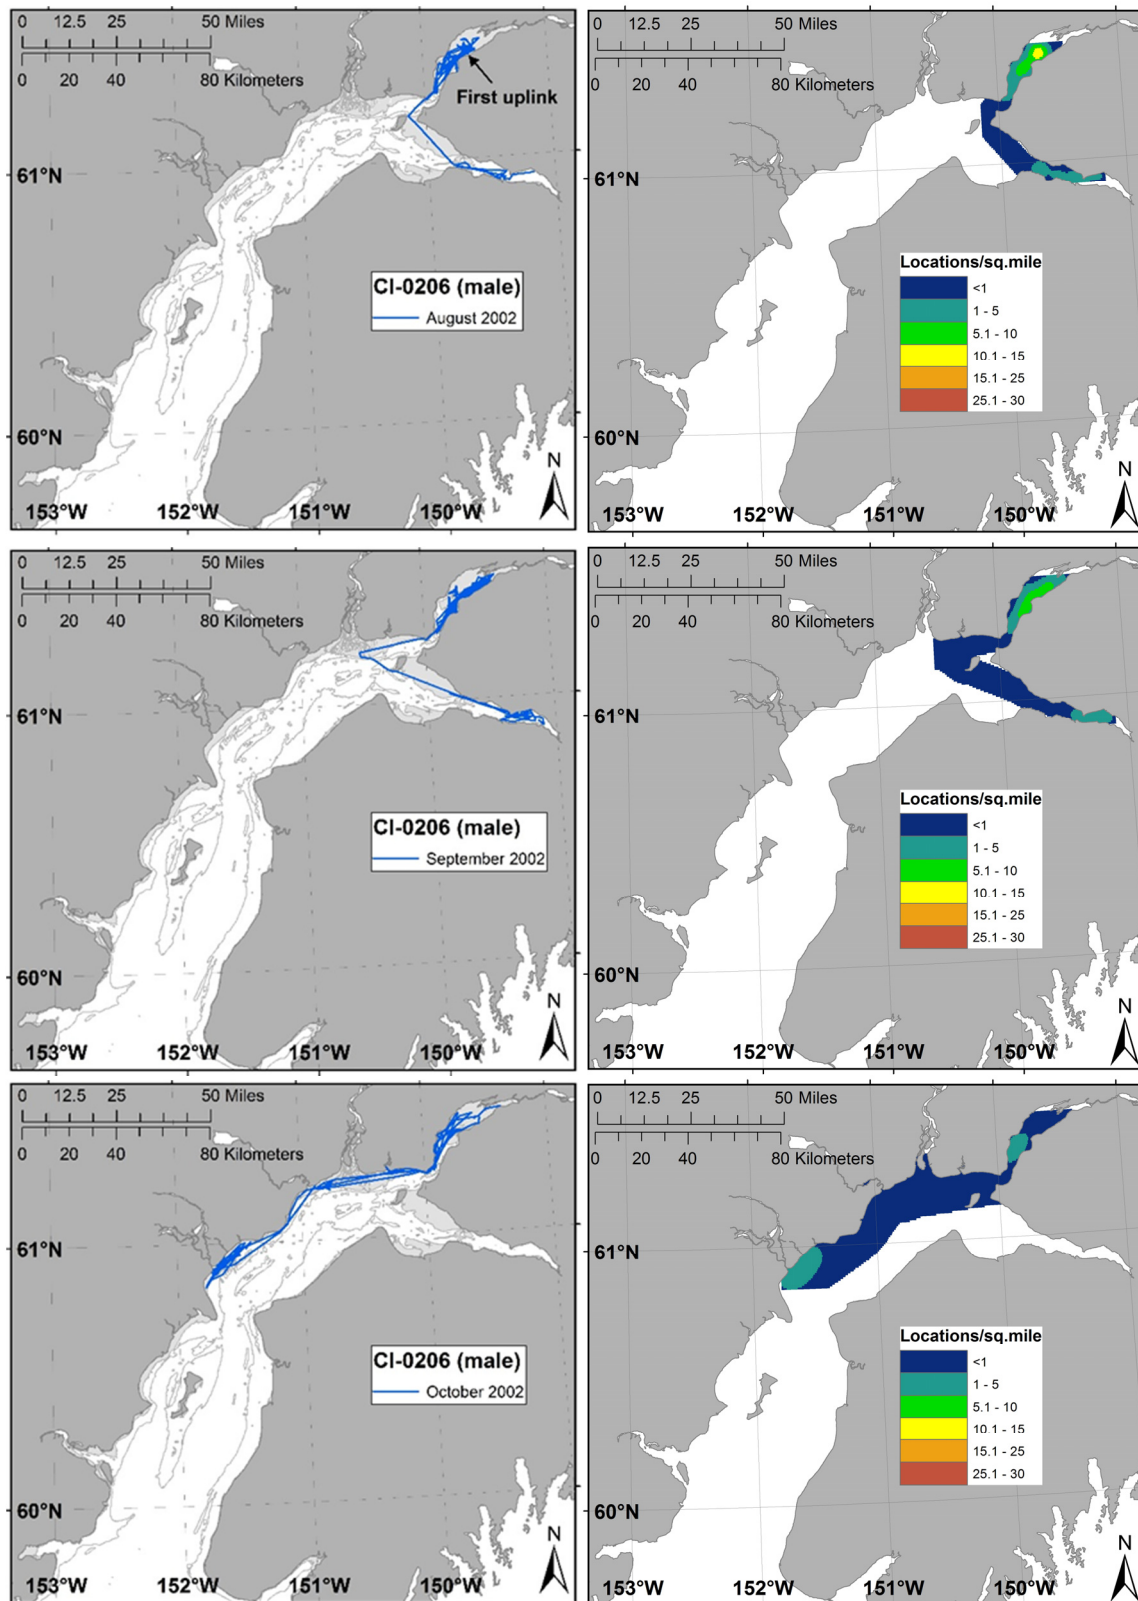 0 12.5 25 50 Miles
0 20 40 80 Kilometers
First uplink
61°N
CI-0206 (male)
August 2002
60°N
N
153°W 152°W 151°W 150°W
0 12.5 25 50 Miles
0 20 40 80 Kilometers
61°N
Locations/sq.mile
<1
1 - 5
5.1 - 10
10.1 - 15
15.1 - 25
25.1 - 30
60°N
N
153°W 152°W 151°W 150°W
0 12.5 25 50 Miles
0 20 40 80 Kilometers
61°N
CI-0206 (male)
September 2002
60°N
N
153°W 152°W 151°W 150°W
0 12.5 25 50 Miles
0 20 40 80 Kilometers
61°N
Locations/sq.mile
<1
1 - 5
5.1 - 10
10.1 - 15
15.1 - 25
25.1 - 30
60°N
N
153°W 152°W 151°W 150°W
0 12.5 25 50 Miles
0 20 40 80 Kilometers
61°N
CI-0206 (male)
October 2002
60°N
N
153°W 152°W 151°W 150°W
0 12.5 25 50 Miles
0 20 40 80 Kilometers
61°N
Locations/sq.mile
<1
1 - 5
5.1 - 10
10.1 - 15
15.1 - 25
25.1 - 30
60°N
N
153°W 152°W 151°W 150°W